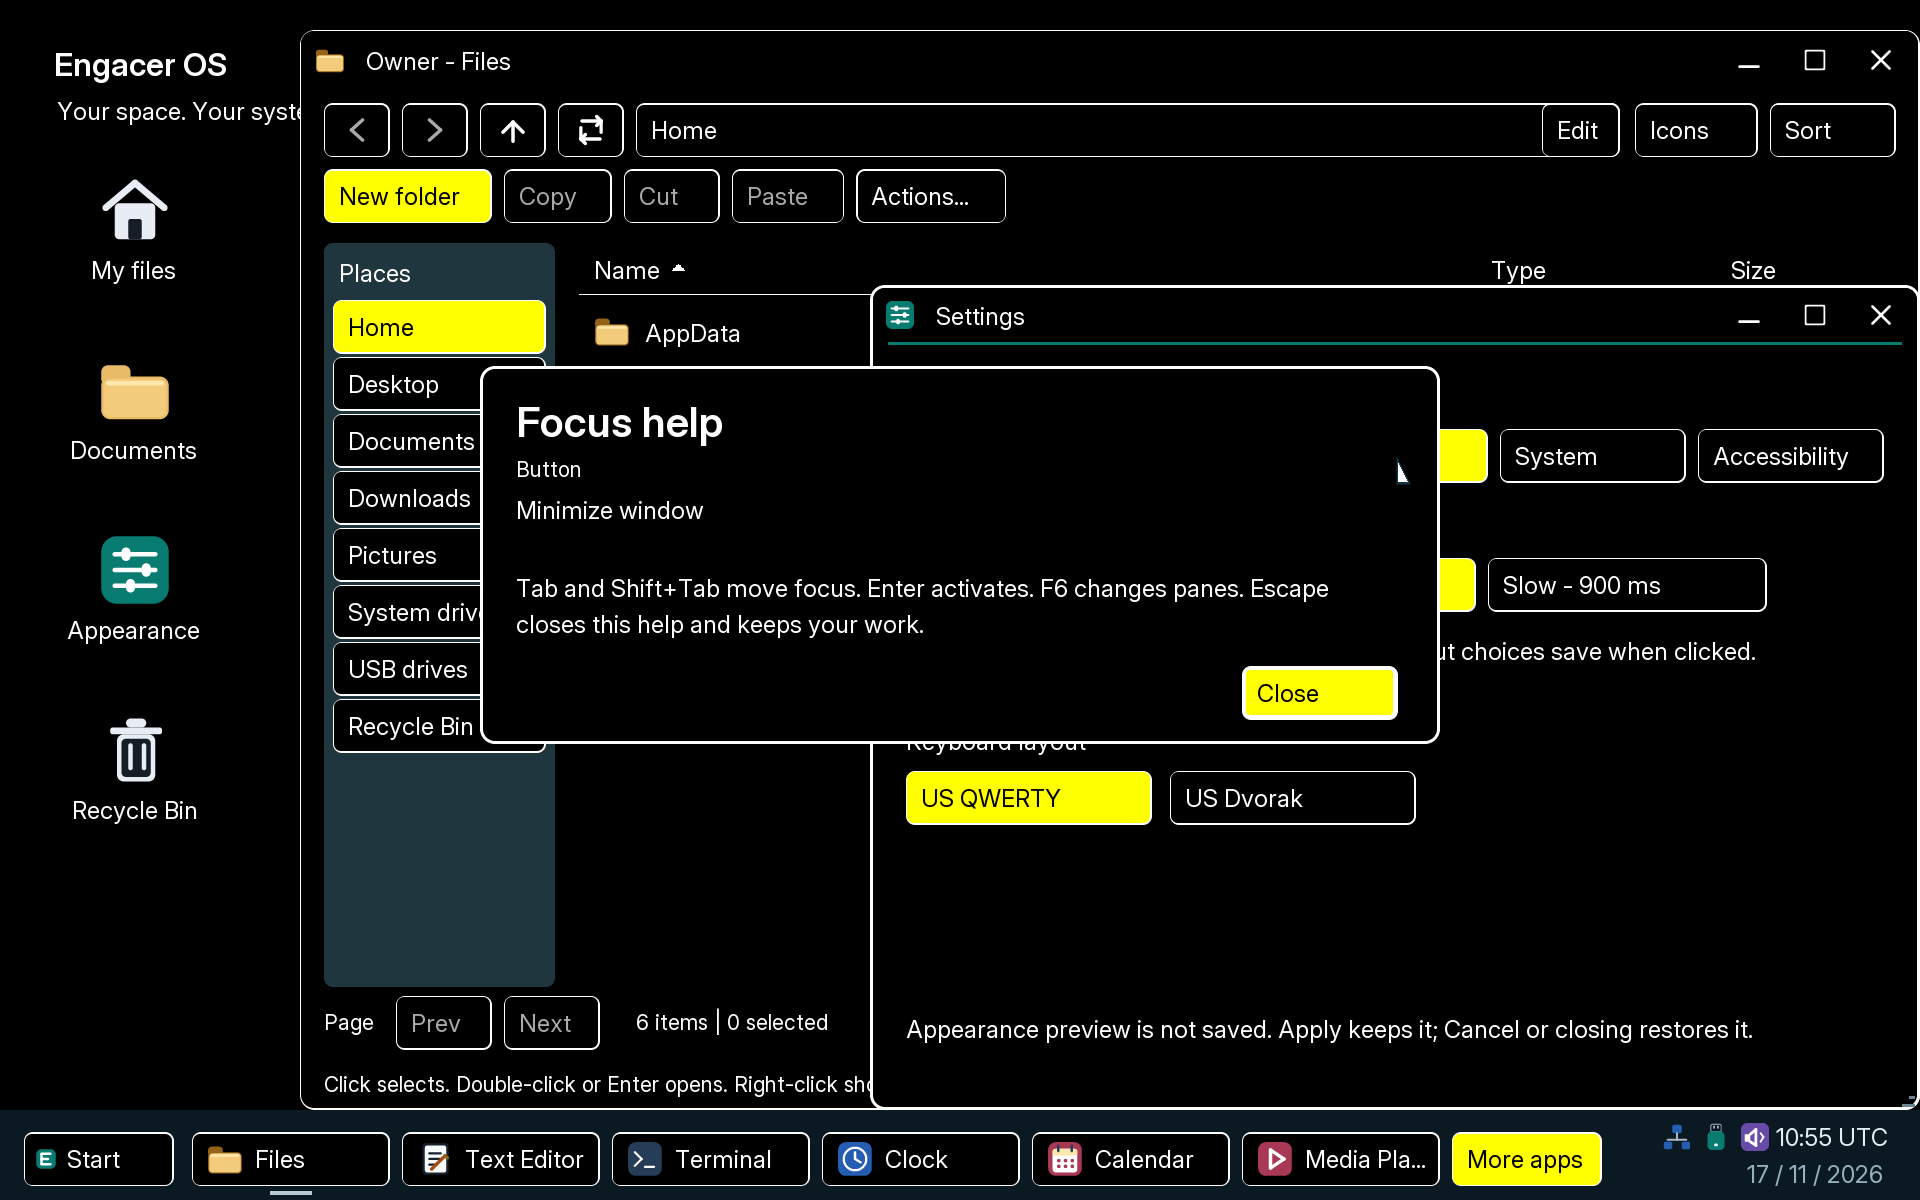 Engacer OS
Your space. Your syste
My files
Documents
Appearance
Recycle Bin
Owner - Files
Home
Edit
Icons
Sort
New folder
Copy
Cut
Paste
Actions...
Places
Home
Desktop
Documents
Downloads
Pictures
System drive
USB drives
Recycle Bin
Name
Type
Size
AppData
Settings
System
Accessibility
Slow - 900 ms
ut choices save when clicked.
Focus help
Button
Minimize window
Tab and Shift+Tab move focus. Enter activates. F6 changes panes. Escape
closes this help and keeps your work.
Close
Keyboard layout
US QWERTY
US Dvorak
Appearance preview is not saved. Apply keeps it; Cancel or closing restores it.
Page
Prev
Next
6 items | 0 selected
Click selects. Double-click or Enter opens. Right-click sho
Start
Files
Text Editor
Terminal
Clock
Calendar
Media Pla...
More apps
10:55 UTC
17 / 11 / 2026